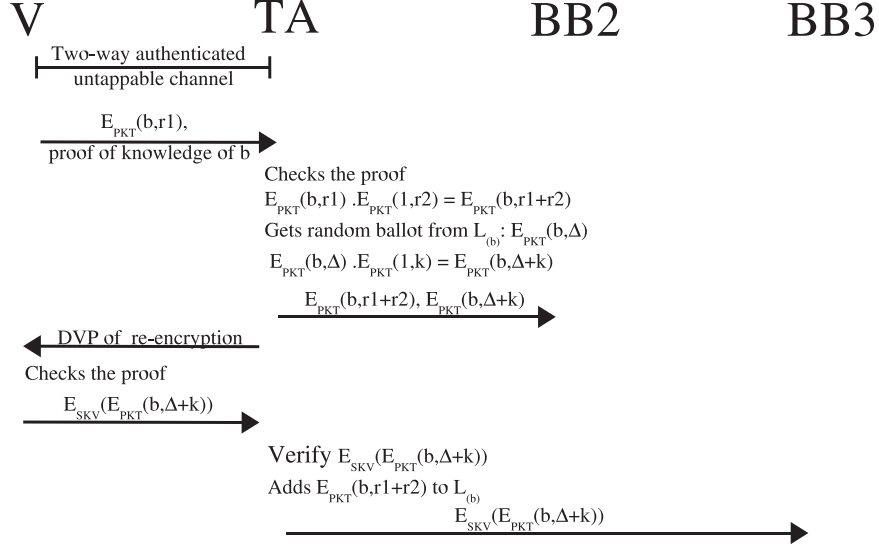 V TA BB2 BB3
Two-way authenticated
untappable channel
E_PKT(b,r1),
proof of knowledge of b
Checks the proof
E_PKT(b,r1) .E_PKT(1,r2) = E_PKT(b,r1+r2)
Gets random ballot from L_(b): E_PKT(b,Δ)
E_PKT(b,Δ) .E_PKT(1,k) = E_PKT(b,Δ+k)
E_PKT(b,r1+r2), E_PKT(b,Δ+k)
DVP of re-encryption
Checks the proof
E_SKV(E_PKT(b,Δ+k))
Verify E_SKV(E_PKT(b,Δ+k))
Adds E_PKT(b,r1+r2) to L_(b)
E_SKV(E_PKT(b,Δ+k))